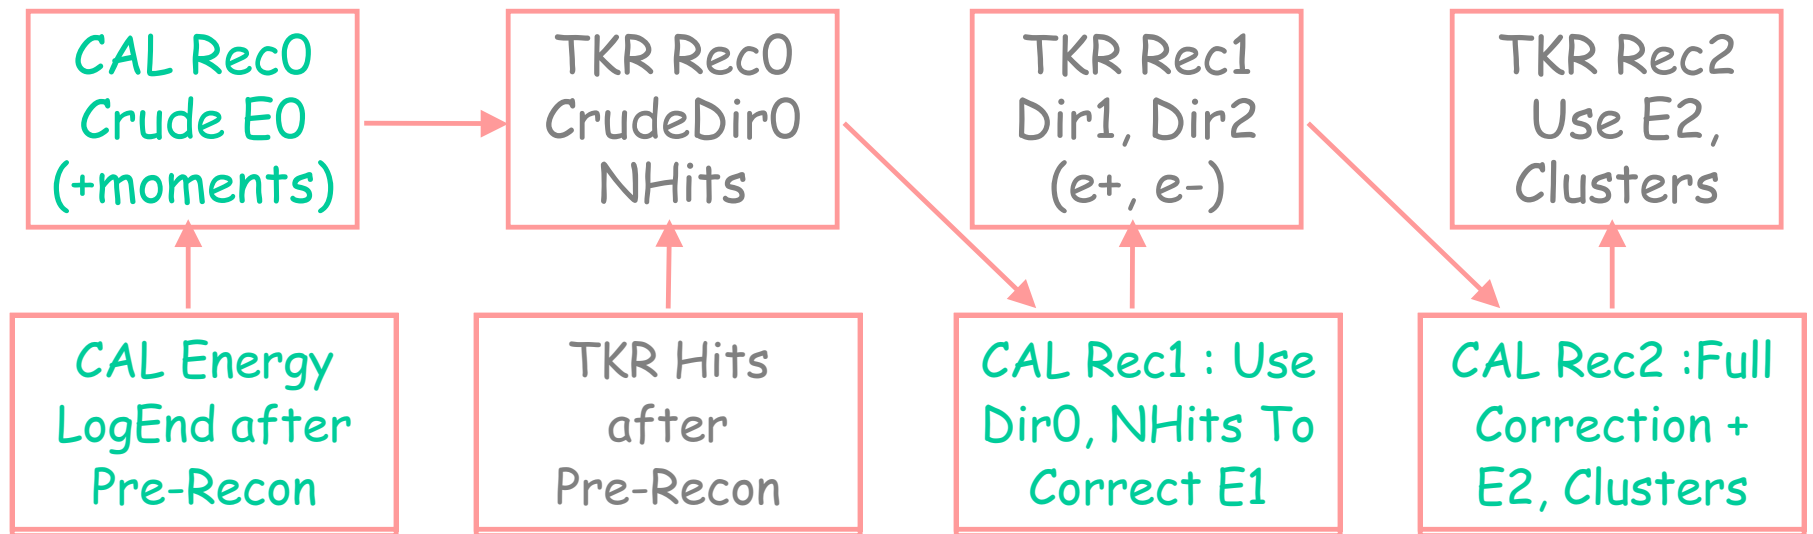 CAL Rec0
Crude E0
(+moments)
TKR Rec0
CrudeDir0
NHits
TKR Rec1
Dir1, Dir2
(e+, e-)
TKR Rec2
Use E2,
Clusters
CAL Energy
LogEnd after
Pre-Recon
TKR Hits
after
Pre-Recon
CAL Rec1 : Use
Dir0, NHits To
Correct E1
CAL Rec2 :Full
Correction +
E2, Clusters